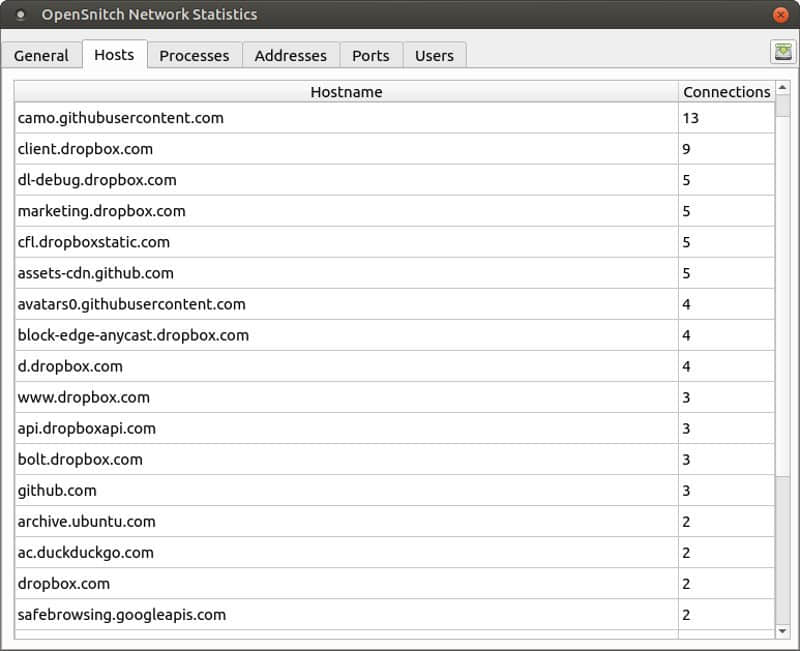 OpenSnitch Network Statistics
General Hosts Processes Addresses Ports Users
Hostname Connections
camo.githubusercontent.com 13
client.dropbox.com 9
dl-debug.dropbox.com 5
marketing.dropbox.com 5
cfl.dropboxstatic.com 5
assets-cdn.github.com 5
avatars0.githubusercontent.com 4
block-edge-anycast.dropbox.com 4
d.dropbox.com 4
www.dropbox.com 3
api.dropboxapi.com 3
bolt.dropbox.com 3
github.com 3
archive.ubuntu.com 2
ac.duckduckgo.com 2
dropbox.com 2
safebrowsing.googleapis.com 2